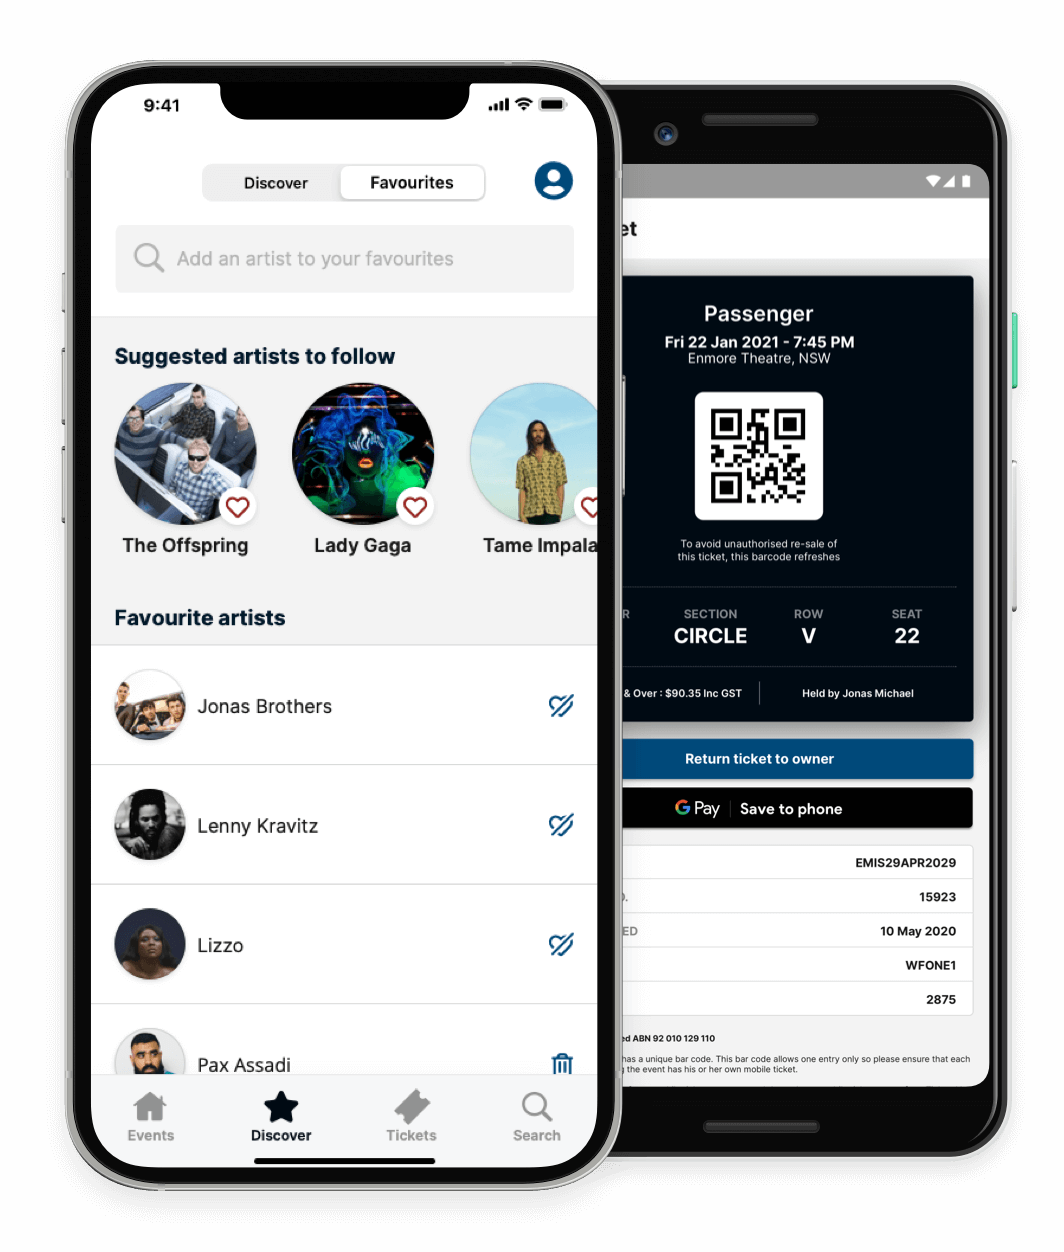 9:41
Discover
Favourites
Add an artist to your favourites
Suggested artists to follow
The Offspring
Lady Gaga
Tame Impala
Favourite artists
Jonas Brothers
Lenny Kravitz
Lizzo
Pax Assadi
Events
Discover
Tickets
Search
et
Passenger
Fri 22 Jan 2021 - 7:45 PM
Enmore Theatre, NSW
To avoid unauthorised re-sale of
this ticket, this barcode refreshes
R SECTION ROW SEAT
CIRCLE V 22
& Over : $90.35 Inc GST
Held by Jonas Michael
Return ticket to owner
G Pay
Save to phone
EMIS29APR2029
15923
ED 10 May 2020
WFONE1
2875
ed ABN 92 010 129 110
has a unique bar code. This bar code allows one entry only so please ensure that each
g the event has his or her own mobile ticket.